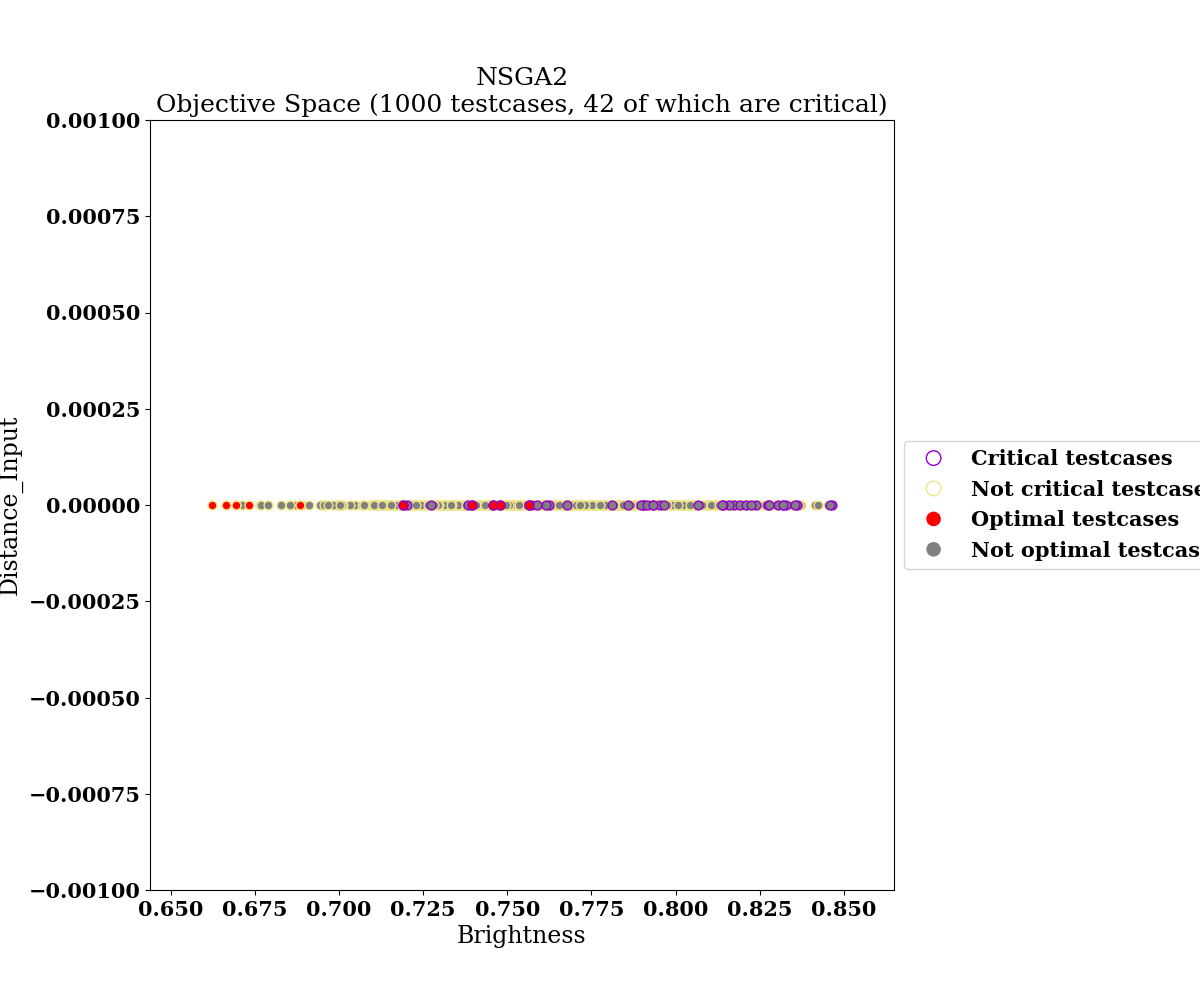 NSGA2
Objective Space (1000 testcases, 42 of which are critical)
0.00100
0.00075
0.00050
0.00025
0.00000
−0.00025
−0.00050
−0.00075
−0.00100
Distance_Input
0.650 0.675 0.700 0.725 0.750 0.775 0.800 0.825 0.850
Brightness
Critical testcases
Not critical testcase
Optimal testcases
Not optimal testcas